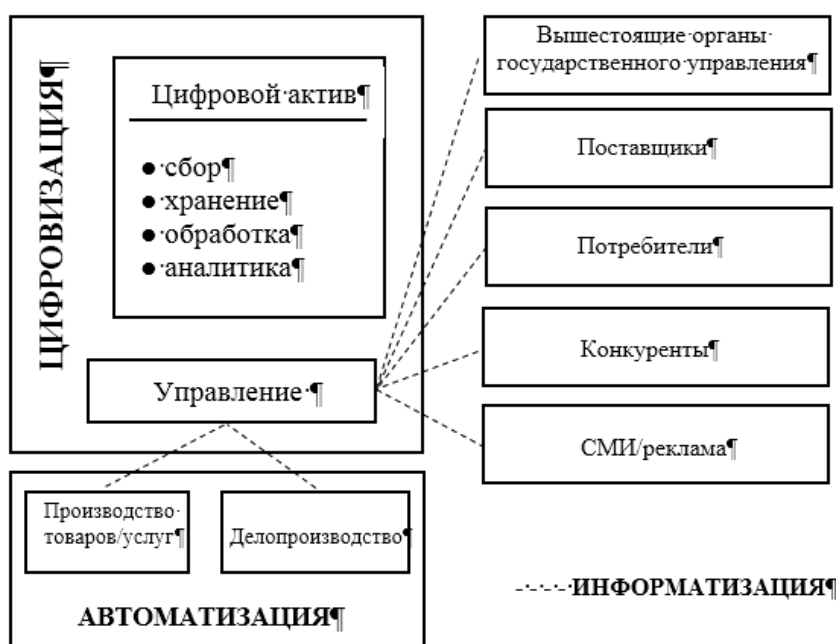 ЦИФРОВИЗАЦИЯ¶
Цифровой·актив¶
●·сбор¶
●·хранение¶
●·обработка¶
●·аналитика¶
Управление·¶
Вышестоящие·органы·
государственного·управления¶
Поставщики¶
Потребители¶
Конкуренты¶
СМИ/реклама¶
Производство·
товаров/услуг¶
Делопроизводство¶
АВТОМАТИЗАЦИЯ¶
-·-·-·-·ИНФОРМАТИЗАЦИЯ¶